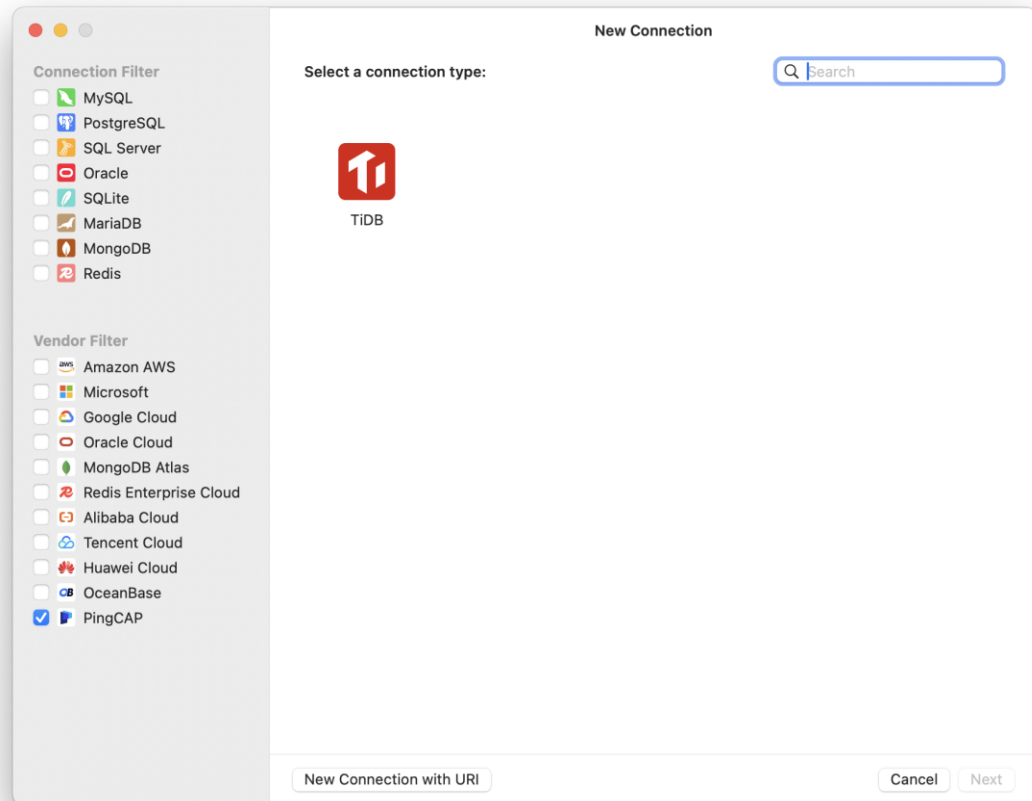 New Connection
Connection Filter
MySQL
PostgreSQL
SQL Server
Oracle
SQLite
MariaDB
MongoDB
Redis
Vendor Filter
aws Amazon AWS
Microsoft
Google Cloud
Oracle Cloud
MongoDB Atlas
Redis Enterprise Cloud
Alibaba Cloud
Tencent Cloud
Huawei Cloud
OB OceanBase
PingCAP
Select a connection type:
Search
TiDB
New Connection with URI
Cancel
Next